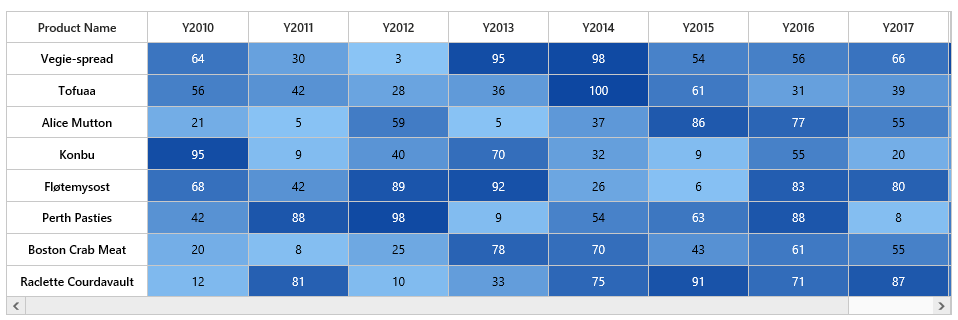 Product Name Y2010 Y2011 Y2012 Y2013 Y2014 Y2015 Y2016 Y2017
Vegie-spread 64 30 3 95 98 54 56 66
Tofuaa 56 42 28 36 100 61 31 39
Alice Mutton 21 5 59 5 37 86 77 55
Konbu 95 9 40 70 32 9 55 20
Fløtemysost 68 42 89 92 26 6 83 80
Perth Pasties 42 88 98 9 54 63 88 8
Boston Crab Meat 20 8 25 78 70 43 61 55
Raclette Courdavault 12 81 10 33 75 91 71 87